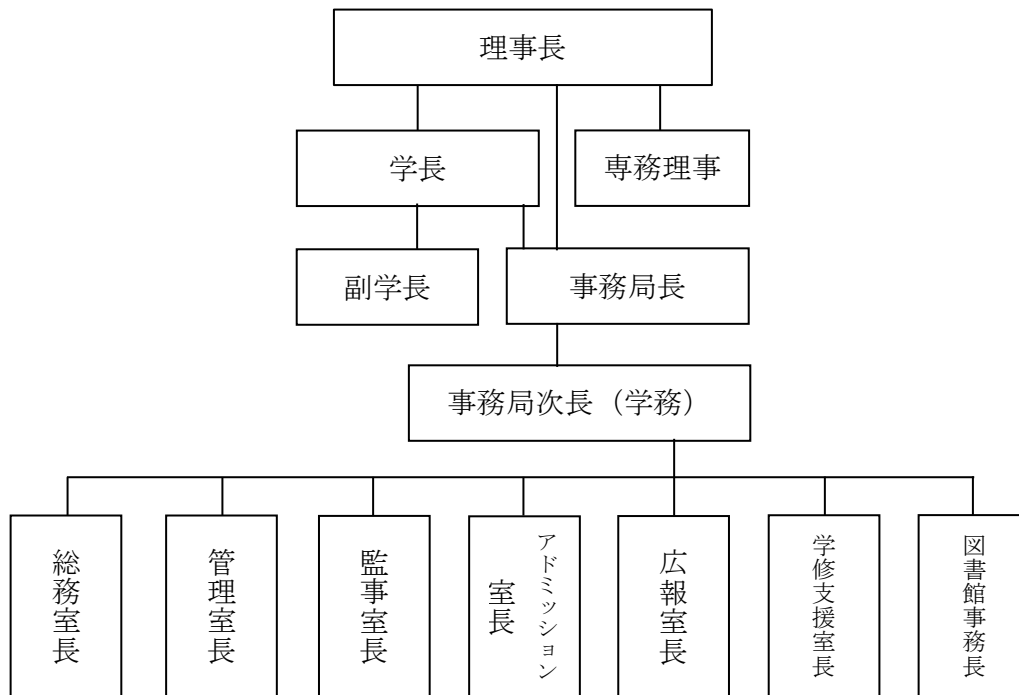 理事長
学長
専務理事
副学長
事務局長
事務局次長（学務）
総務室長
管理室長
監事室長
アドミッション
室長
広報室長
学修支援室長
図書館事務長